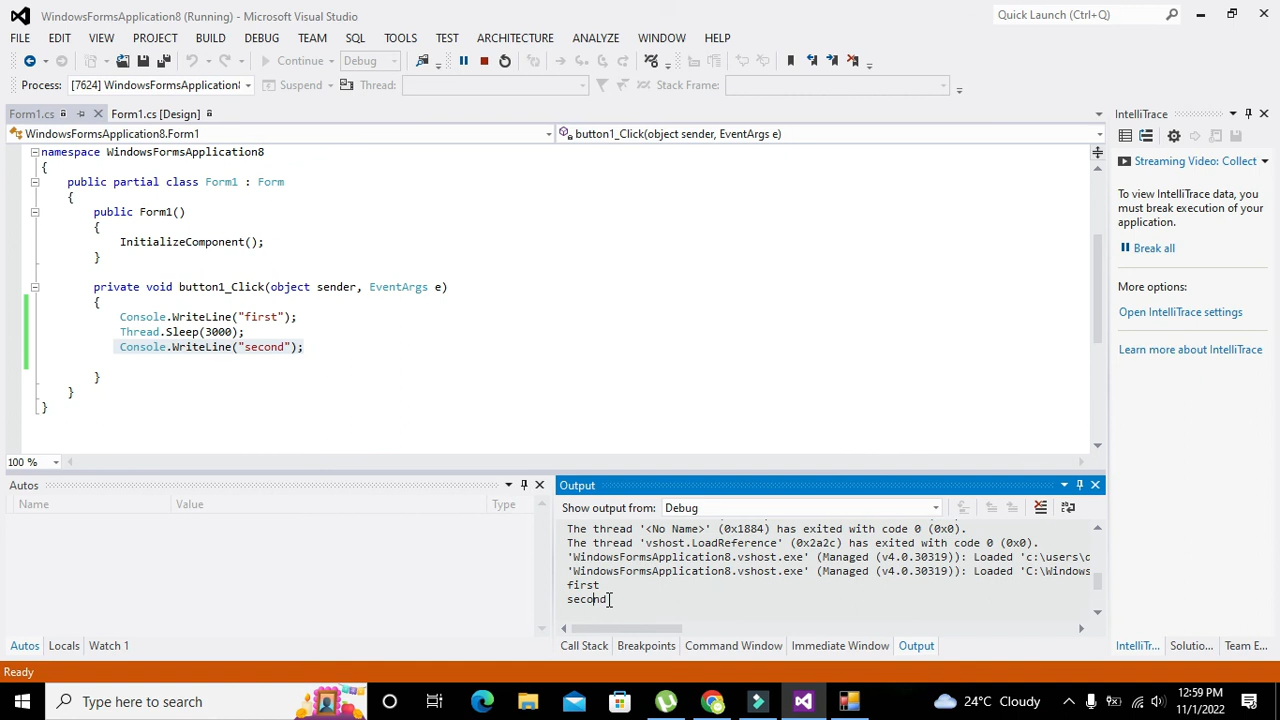 WindowsFormsApplication8 (Running) - Microsoft Visual Studio
Quick Launch (Ctrl+Q)
FILE EDIT VIEW PROJECT BUILD DEBUG TEAM SQL TOOLS TEST ARCHITECTURE ANALYZE WINDOW HELP
Continue Debug
Process: [7624] WindowsFormsApplication Suspend Thread: Stack Frame:
Form1.cs Form1.cs [Design]
WindowsFormsApplication8.Form1 button1_Click(object sender, EventArgs e)
namespace WindowsFormsApplication8
{
public partial class Form1 : Form
{
public Form1()
{
InitializeComponent();
}
private void button1_Click(object sender, EventArgs e)
{
Console.WriteLine("first");
Thread.Sleep(3000);
Console.WriteLine("second");
}
}
}
100 %
IntelliTrace
Streaming Video: Collect
To view IntelliTrace data, you
must break execution of your
application.
Break all
More options:
Open IntelliTrace settings
Learn more about IntelliTrace
Autos
Name Value Type
Autos Locals Watch 1
Output
Show output from: Debug
The thread '<No Name>' (0x1884) has exited with code 0 (0x0).
The thread 'vshost.LoadReference' (0x2a2c) has exited with code 0 (0x0).
'WindowsFormsApplication8.vshost.exe' (Managed (v4.0.30319)): Loaded 'c:\users\
'WindowsFormsApplication8.vshost.exe' (Managed (v4.0.30319)): Loaded 'C:\Windows
first
second
Call Stack Breakpoints Command Window Immediate Window Output
IntelliTr... Solutio... Team E...
Ready
Type here to search
24°C Cloudy
12:59 PM
11/1/2022